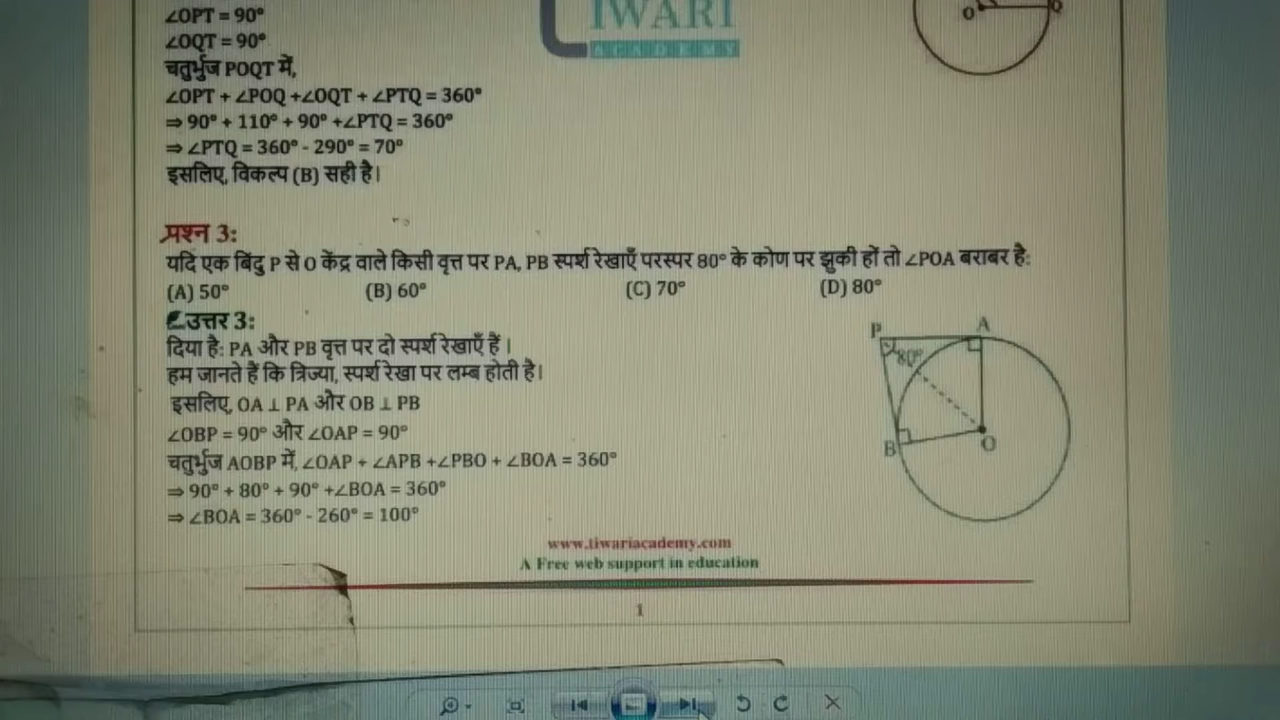 ∠OPT = 90°
IWARI
ACADEMY
O
∠OQT = 90°
चतुर्भुज POQT में,
∠OPT + ∠POQ +∠OQT + ∠PTQ = 360°
⇒ 90° + 110° + 90° +∠PTQ = 360°
⇒ ∠PTQ = 360° - 290° = 70°
इसलिए, विकल्प (B) सही है।
प्रश्न 3:
यदि एक बिंदु P से O केंद्र वाले किसी वृत्त पर PA, PB स्पर्श रेखाएँ परस्पर 80° के कोण पर झुकी हों तो ∠POA बराबर है:
(A) 50° (B) 60° (C) 70° (D) 80°
उत्तर 3:
दिया है: PA और PB वृत्त पर दो स्पर्श रेखाएँ हैं।
हम जानते हैं कि त्रिज्या, स्पर्श रेखा पर लम्ब होती है।
इसलिए, OA ⊥ PA और OB ⊥ PB
∠OBP = 90° और ∠OAP = 90°
चतुर्भुज AOBP में, ∠OAP + ∠APB +∠PBO + ∠BOA = 360°
⇒ 90° + 80° + 90° +∠BOA = 360°
⇒ ∠BOA = 360° - 260° = 100°
P A
80°
B O
www.tiwariacademy.com
A Free web support in education
1